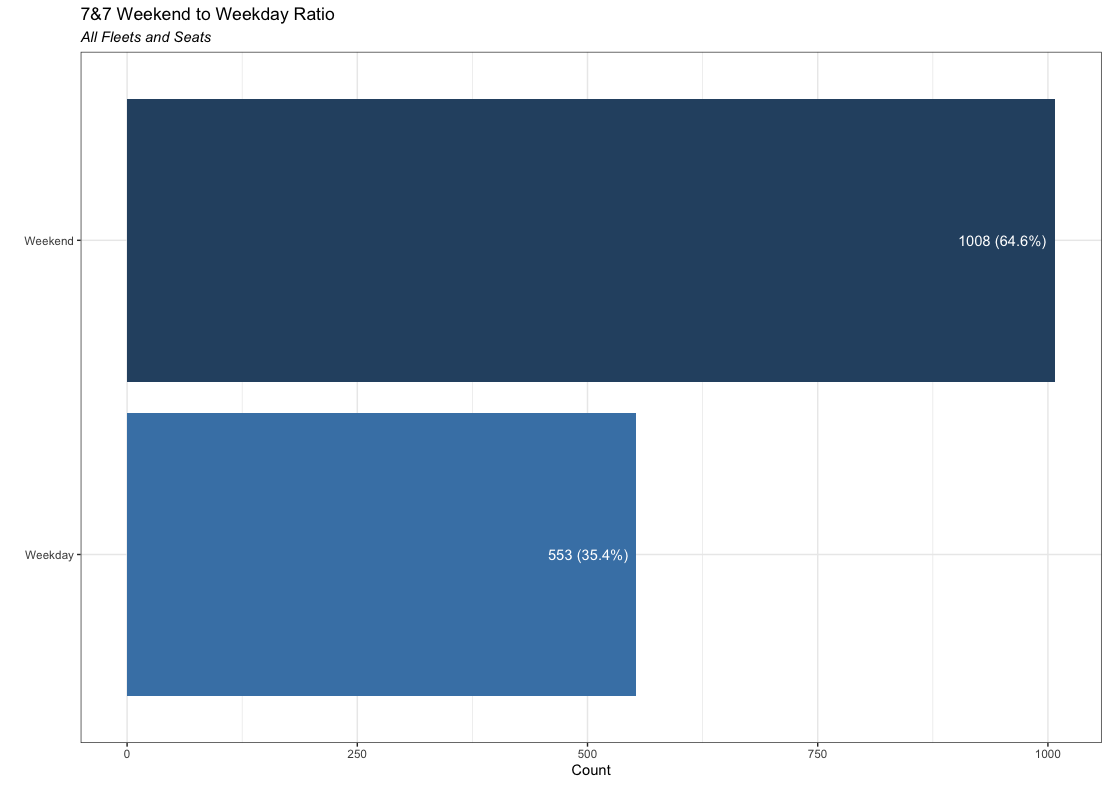 7&7 Weekend to Weekday Ratio
All Fleets and Seats
Weekend
1008 (64.6%)
Weekday
553 (35.4%)
0 250 500 750 1000
Count